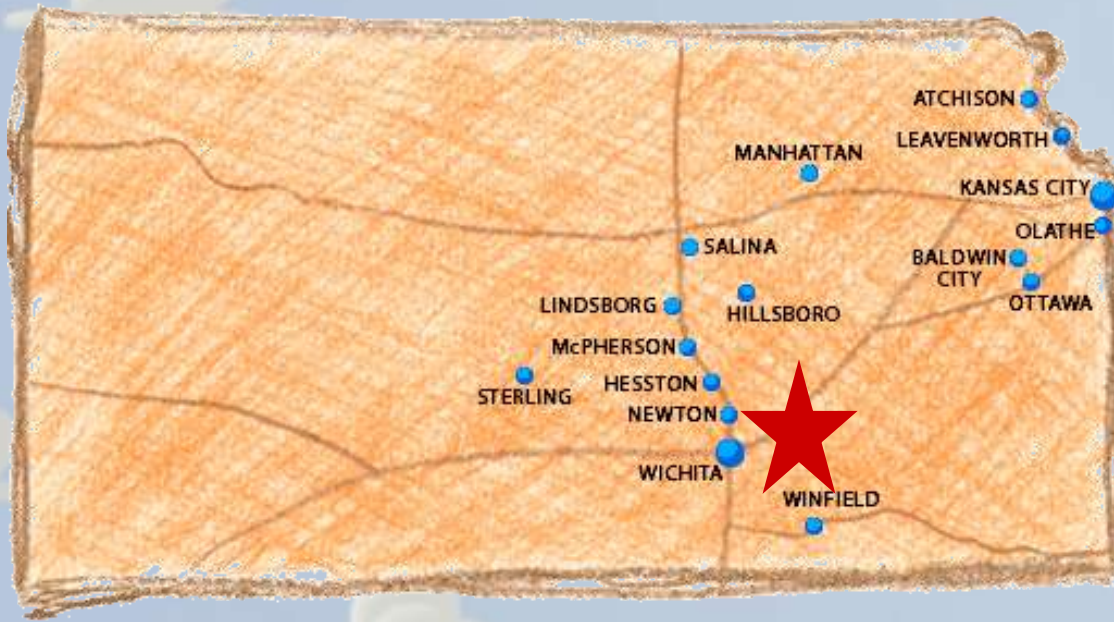 ATCHISON
LEAVENWORTH
MANHATTAN
KANSAS CITY
OLATHE
SALINA
BALDWIN
CITY
OTTAWA
LINDSBORG
HILLSBORO
McPHERSON
HESSTON
STERLING
NEWTON
WICHITA
WINFIELD